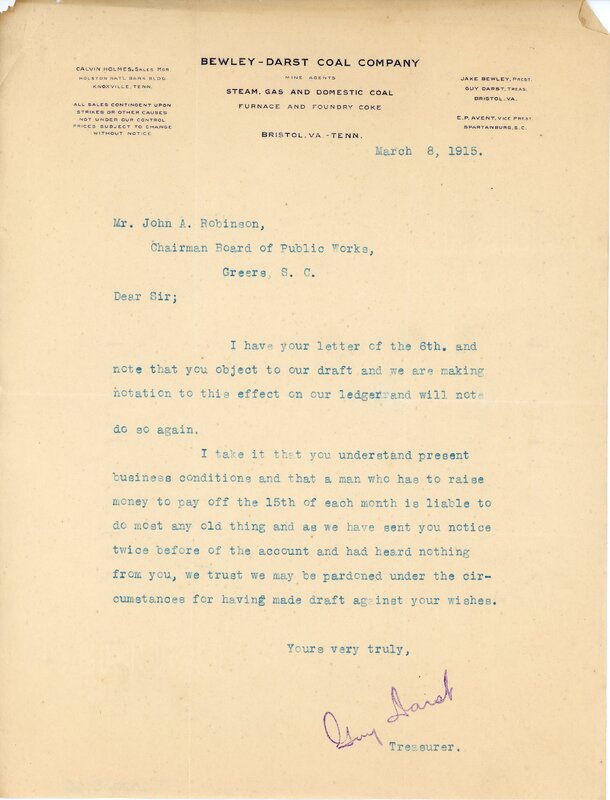 BEWLEY-DARST COAL COMPANY
MINE AGENTS
STEAM, GAS AND DOMESTIC COAL
FURNACE AND FOUNDRY COKE
BRISTOL, VA.-TENN.
CALVIN HOLMES, SALES MGR.
HOLSTON NAT'L BANK BLDG.
KNOXVILLE, TENN.
ALL SALES CONTINGENT UPON
STRIKES OR OTHER CAUSES
NOT UNDER OUR CONTROL
PRICES SUBJECT TO CHANGE
WITHOUT NOTICE
JAKE BEWLEY, PREST.
GUY DARST, TREAS.
BRISTOL, VA.
E.P. AVENT, VICE PREST.
SPARTANBURG, S.C.
March 8, 1915.
Mr. John A. Robinson,
Chairman Board of Public Works,
Greers, S. C.
Dear Sir;
I have your letter of the 6th. and
note that you object to our draft and we are making
notation to this effect on our ledgerrand will note
do so again.
I take it that you understand present
business conditions and that a man who has to raise
money to pay off the 15th of each month is liable to
do most any old thing and as we have sent you notice
twice before of the account and had heard nothing
from you, we trust we may be pardoned under the cir-
cumstances for having made draft against your wishes.
Yours very truly,
Guy Darst
Treasurer.